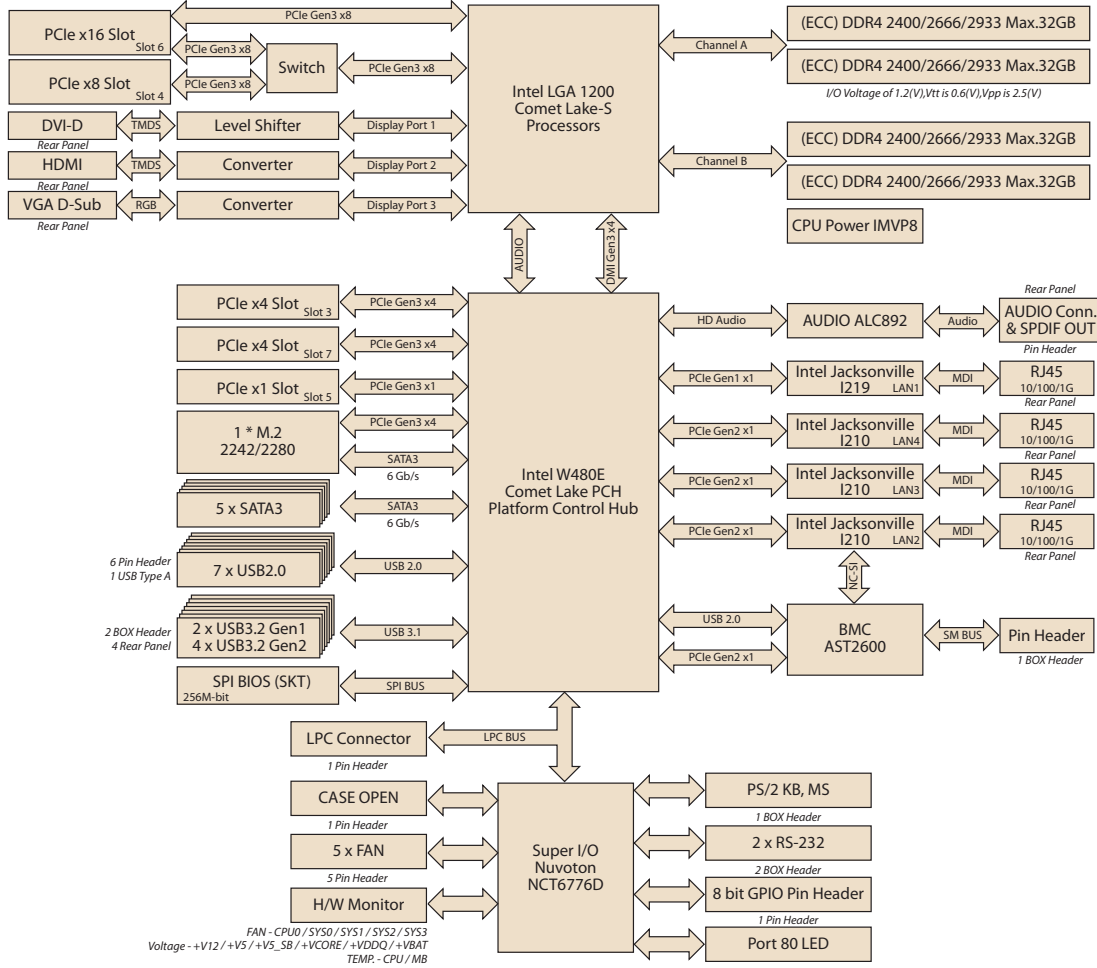 PCIe Gen3 x8
PCIe x16 Slot
Slot 6
PCIe Gen3 x8
Switch
PCIe Gen3 x8
PCIe x8 Slot
Slot 4
PCIe Gen3 x8
DVI-D
Rear Panel
TMDS
Level Shifter
Display Port 1
HDMI
Rear Panel
TMDS
Converter
Display Port 2
VGA D-Sub
Rear Panel
RGB
Converter
Display Port 3
Intel LGA 1200
Comet Lake-S
Processors
Channel A
(ECC) DDR4 2400/2666/2933 Max.32GB
(ECC) DDR4 2400/2666/2933 Max.32GB
I/O Voltage of 1.2(V),Vtt is 0.6(V),Vpp is 2.5(V)
Channel B
(ECC) DDR4 2400/2666/2933 Max.32GB
(ECC) DDR4 2400/2666/2933 Max.32GB
CPU Power IMVP8
AUDIO
DMI Gen3 x4
PCIe x4 Slot
Slot 3
PCIe Gen3 x4
PCIe x4 Slot
Slot 7
PCIe Gen3 x4
PCIe x1 Slot
Slot 5
PCIe Gen3 x1
1 * M.2
2242/2280
PCIe Gen3 x4
SATA3
6 Gb/s
5 x SATA3
SATA3
6 Gb/s
6 Pin Header
1 USB Type A
7 x USB2.0
USB 2.0
2 BOX Header
4 Rear Panel
2 x USB3.2 Gen1
4 x USB3.2 Gen2
USB 3.1
SPI BIOS (SKT)
256M-bit
SPI BUS
Intel W480E
Comet Lake PCH
Platform Control Hub
HD Audio
AUDIO ALC892
Audio
Rear Panel
AUDIO Conn.
& SPDIF OUT
Pin Header
PCIe Gen1 x1
Intel Jacksonville
I219
LAN1
MDI
RJ45
10/100/1G
Rear Panel
PCIe Gen2 x1
Intel Jacksonville
I210
LAN4
MDI
RJ45
10/100/1G
Rear Panel
PCIe Gen2 x1
Intel Jacksonville
I210
LAN3
MDI
RJ45
10/100/1G
Rear Panel
PCIe Gen2 x1
Intel Jacksonville
I210
LAN2
MDI
RJ45
10/100/1G
Rear Panel
NC-SI
USB 2.0
PCIe Gen2 x1
BMC
AST2600
SM BUS
Pin Header
1 BOX Header
LPC Connector
1 Pin Header
LPC BUS
CASE OPEN
1 Pin Header
5 x FAN
5 Pin Header
H/W Monitor
FAN - CPU0 / SYS0 / SYS1 / SYS2 / SYS3
Voltage - +V12 / +V5 / +V5_SB / +VCORE / +VDDQ / +VBAT
TEMP. - CPU / MB
Super I/O
Nuvoton
NCT6776D
PS/2 KB, MS
1 BOX Header
2 x RS-232
2 BOX Header
8 bit GPIO Pin Header
1 Pin Header
Port 80 LED